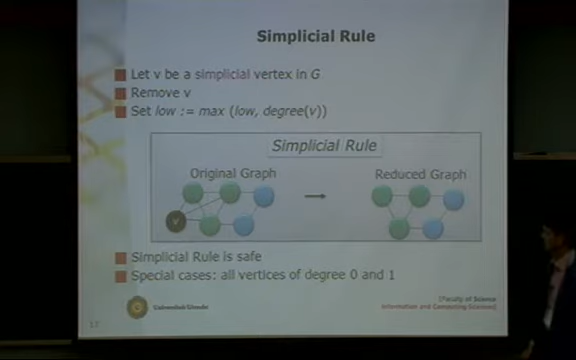 Simplicial Rule
Let v be a simplicial vertex in G
Remove v
Set low := max (low, degree(v))
Simplicial Rule
Original Graph
Reduced Graph
v
Simplicial Rule is safe
Special cases: all vertices of degree 0 and 1
[Faculty of Science
Information and Computing Sciences]
Universiteit Utrecht